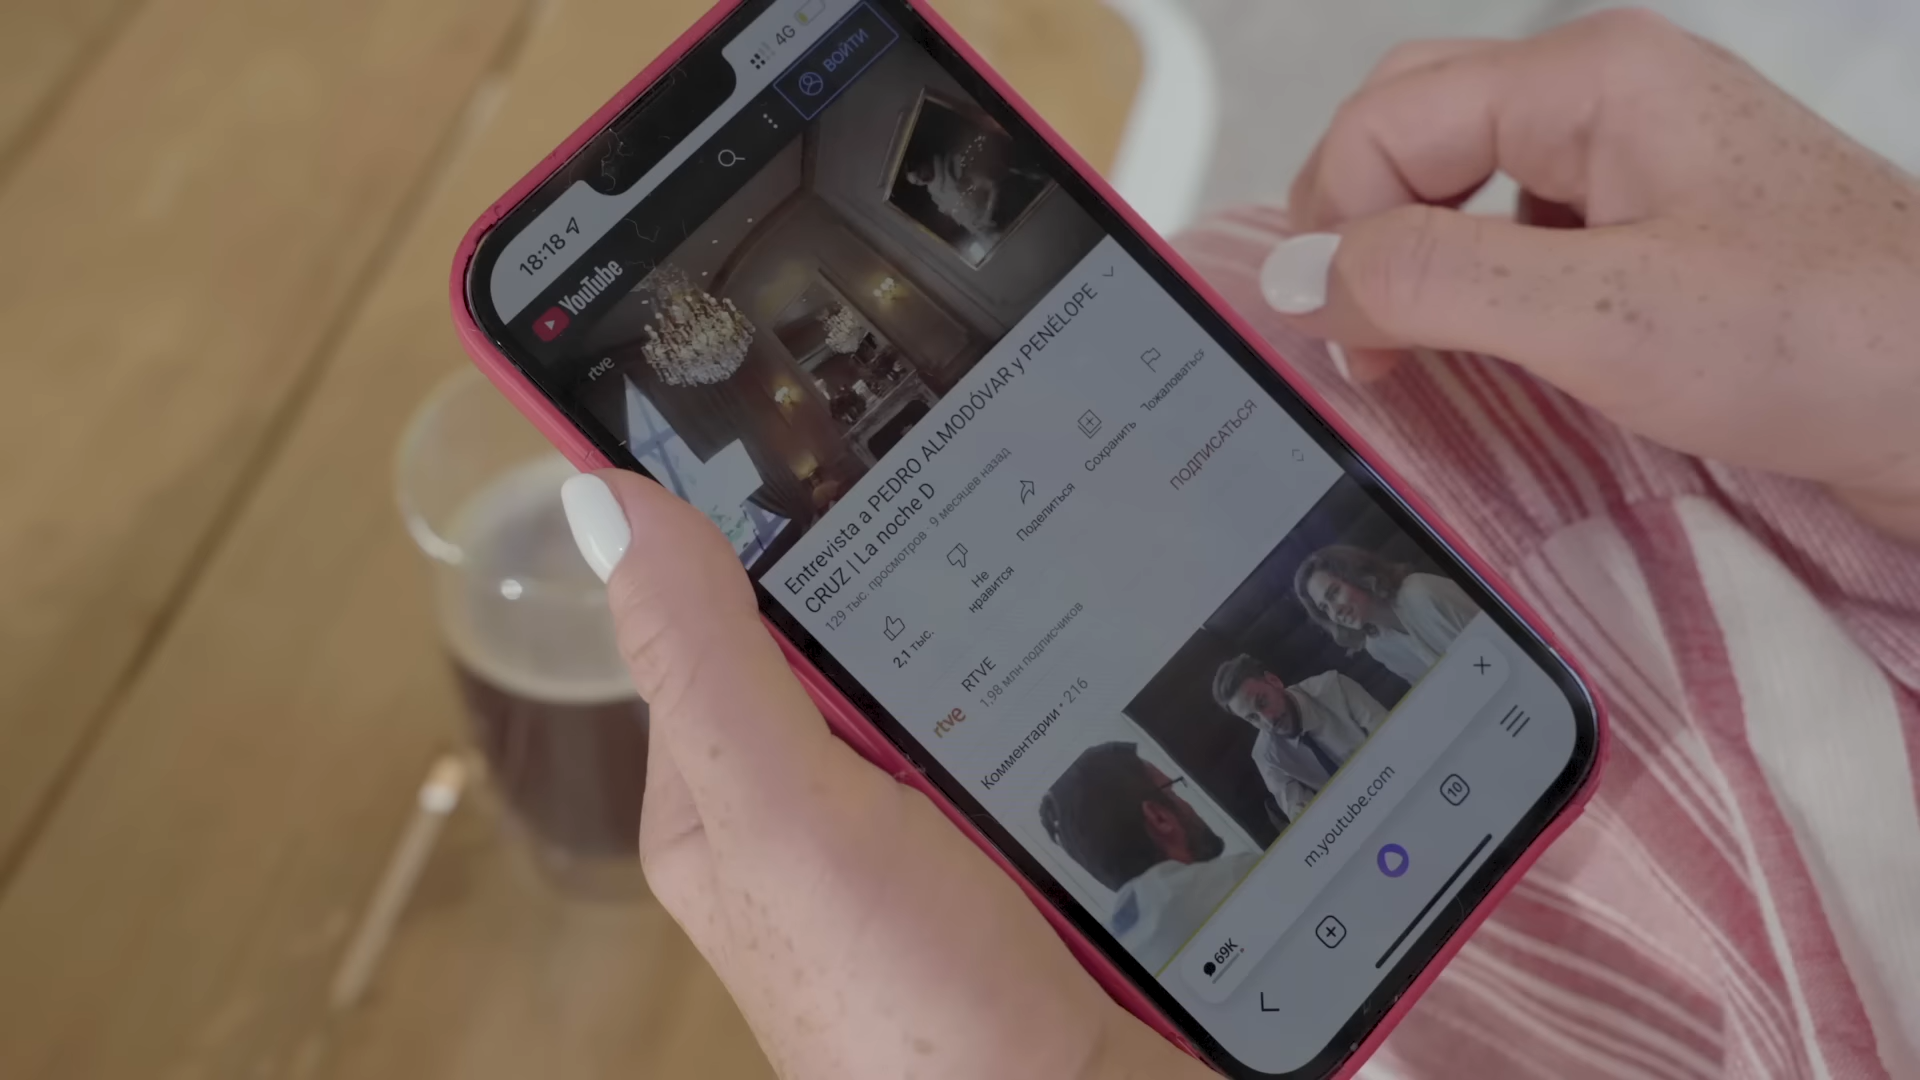 18:18
4G
YouTube
ВОЙТИ
rtve
Entrevista a PEDRO ALMODÓVAR y PENÉLOPE
CRUZ | La noche D
129 тыс. просмотров · 9 месяцев назад
2,1 тыс.
Не
нравится
Поделиться
Сохранить
Пожаловаться
rtve
RTVE
1,98 млн подписчиков
ПОДПИСАТЬСЯ
Комментарии • 216
69K
m.youtube.com
10